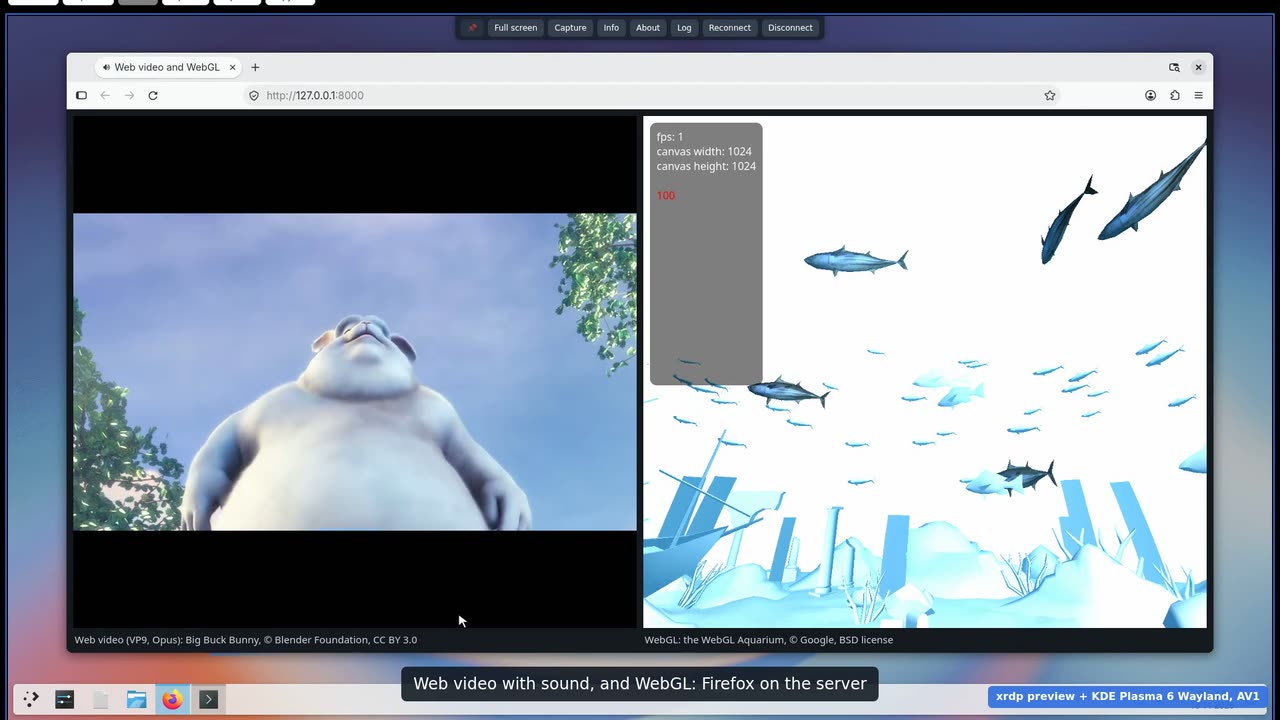 Full screen
Capture
Info
About
Log
Reconnect
Disconnect
Web video and WebGL
http://127.0.0.1:8000
fps: 1
canvas width: 1024
canvas height: 1024
100
Web video (VP9, Opus): Big Buck Bunny, © Blender Foundation, CC BY 3.0
WebGL: the WebGL Aquarium, © Google, BSD license
Web video with sound, and WebGL: Firefox on the server
xrdp preview + KDE Plasma 6 Wayland, AV1